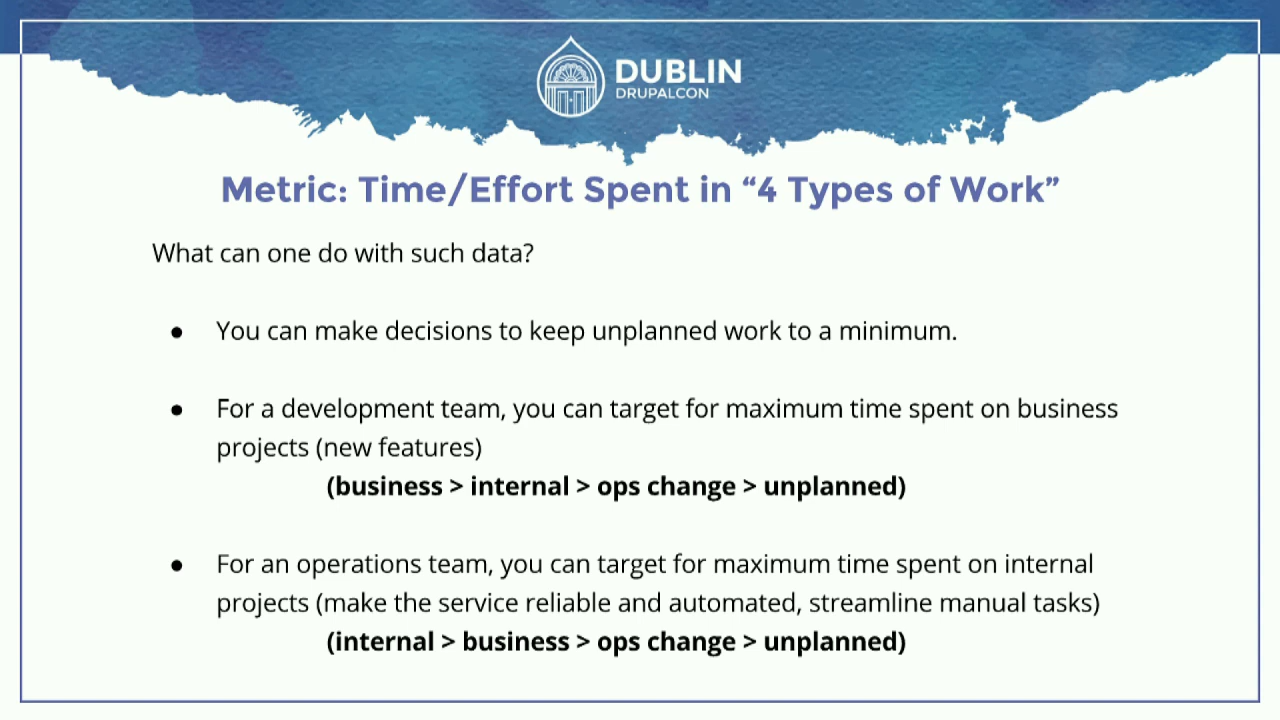 DUBLIN
DRUPALCON
Metric: Time/Effort Spent in “4 Types of Work”
What can one do with such data?
● You can make decisions to keep unplanned work to a minimum.
● For a development team, you can target for maximum time spent on business
projects (new features)
(business > internal > ops change > unplanned)
● For an operations team, you can target for maximum time spent on internal
projects (make the service reliable and automated, streamline manual tasks)
(internal > business > ops change > unplanned)